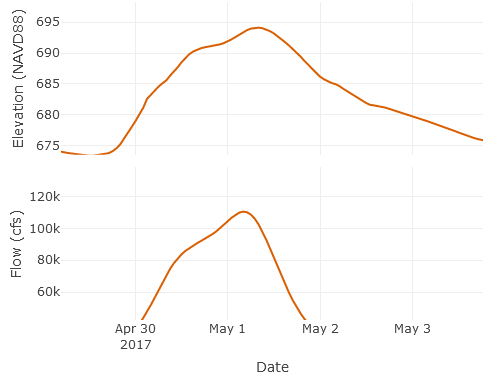 Elevation (NAVD88)
695
690
685
680
675
Flow (cfs)
120k
100k
80k
60k
Apr 30
2017
May 1
May 2
May 3
Date